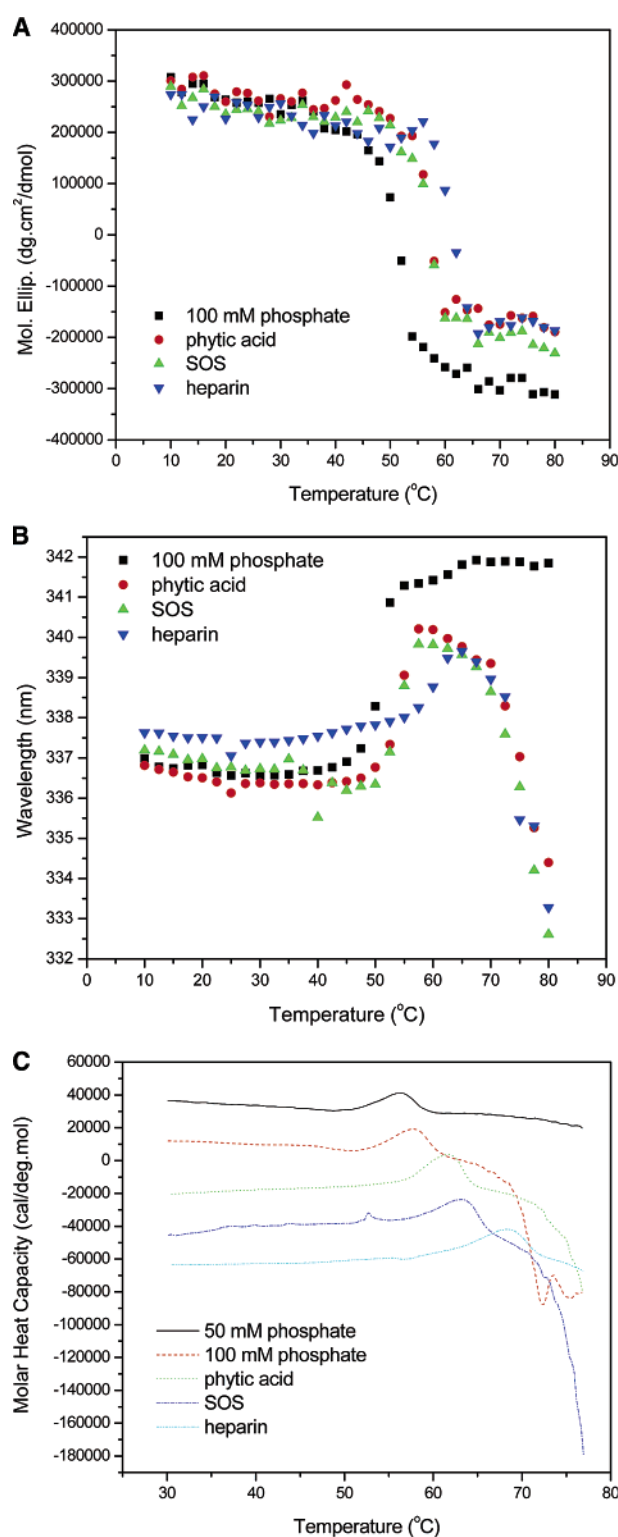 A
400000
300000
200000
100000
0
-100000
-200000
-300000
-400000
Mol. Ellip. (dg.cm²/dmol)
100 mM phosphate
phytic acid
SOS
heparin
0 10 20 30 40 50 60 70 80 90
Temperature (°C)
B
342
341
340
339
338
337
336
335
334
333
332
Wavelength (nm)
100 mM phosphate
phytic acid
SOS
heparin
0 10 20 30 40 50 60 70 80 90
Temperature (°C)
C
60000
40000
20000
0
-20000
-40000
-60000
-80000
-100000
-120000
-140000
-160000
-180000
Molar Heat Capacity (cal/deg.mol)
50 mM phosphate
100 mM phosphate
phytic acid
SOS
heparin
30 40 50 60 70 80
Temperature (°C)